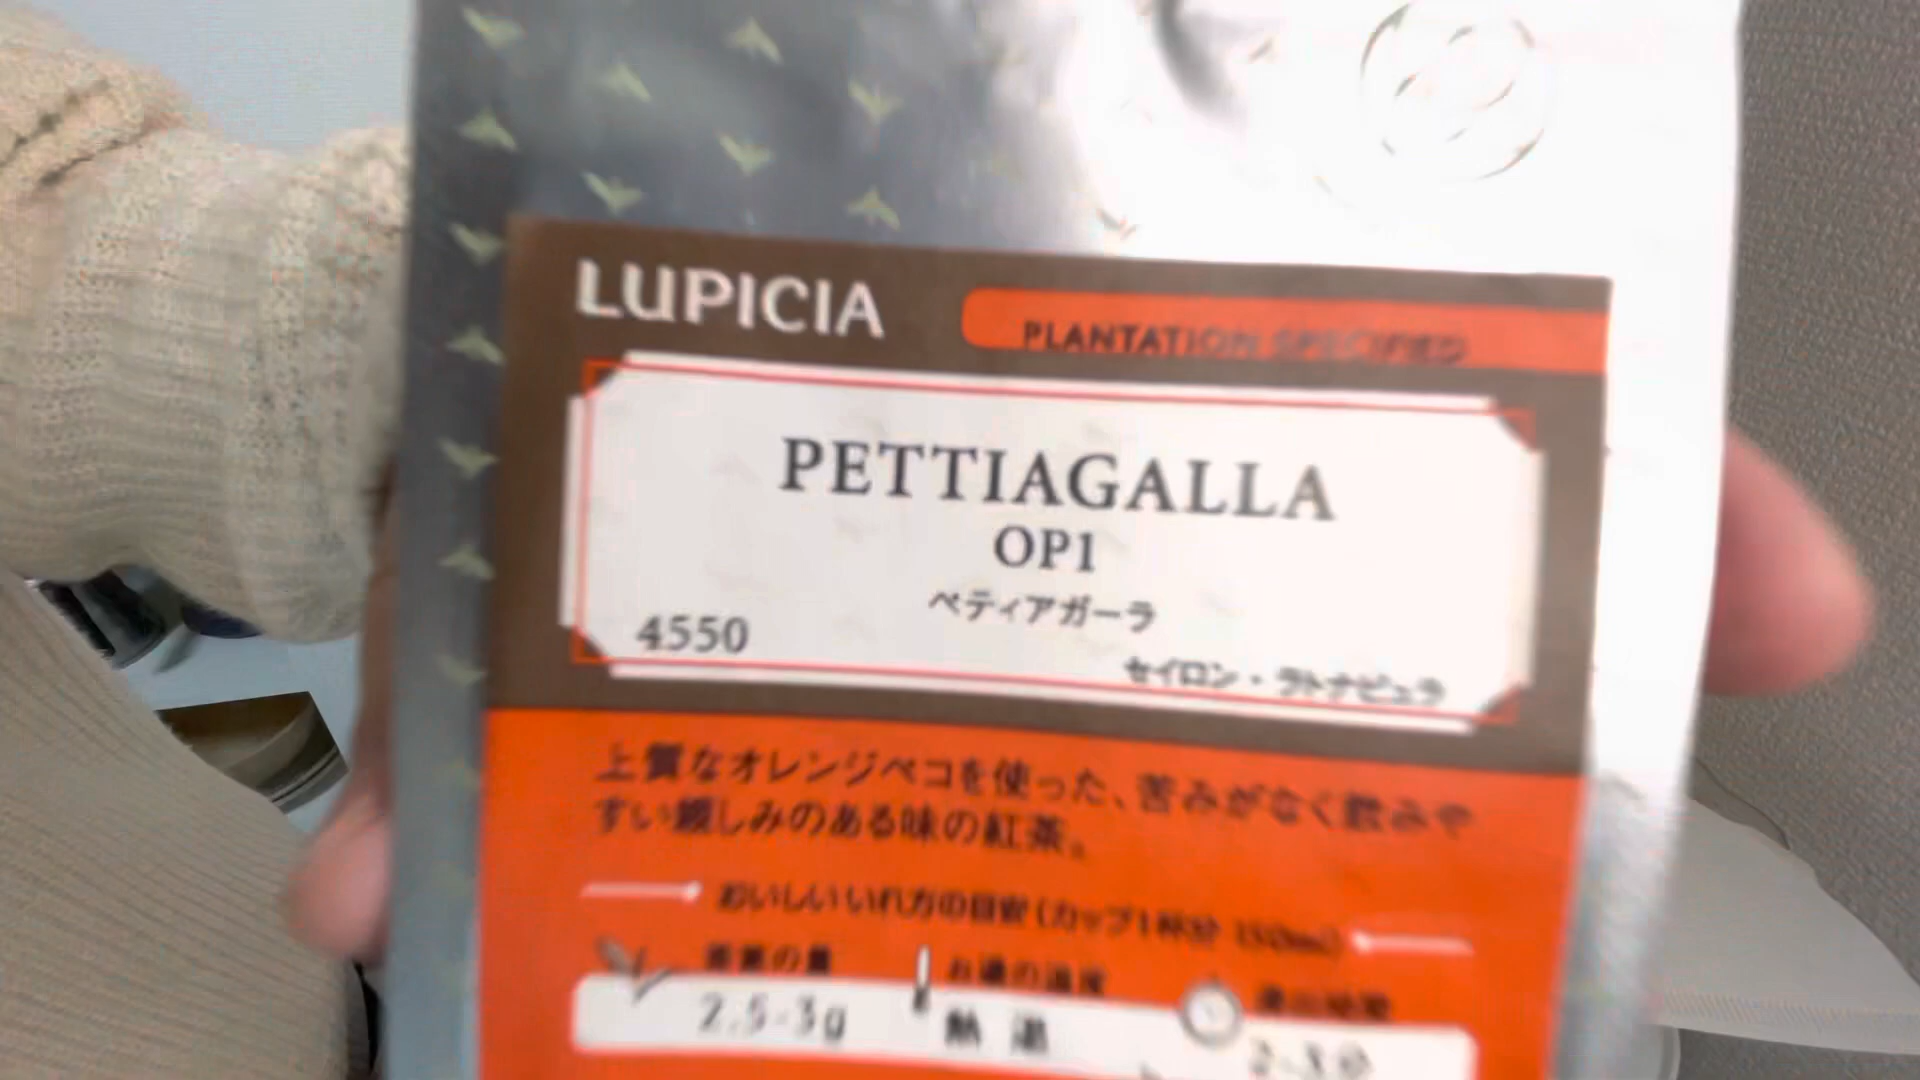 LUPICIA
PLANTATION SPECIFIED
PETTIAGALLA
OP1
ペティアガーラ
4550
セイロン・ラトナピュラ
上質なオレンジペコを使った、苦みがなく飲みや
すい親しみのある味の紅茶。
おいしいいれ方の目安(カップ1杯分 150cc)
茶葉の量 お湯の温度
2.5-3g 熱湯 2-3分